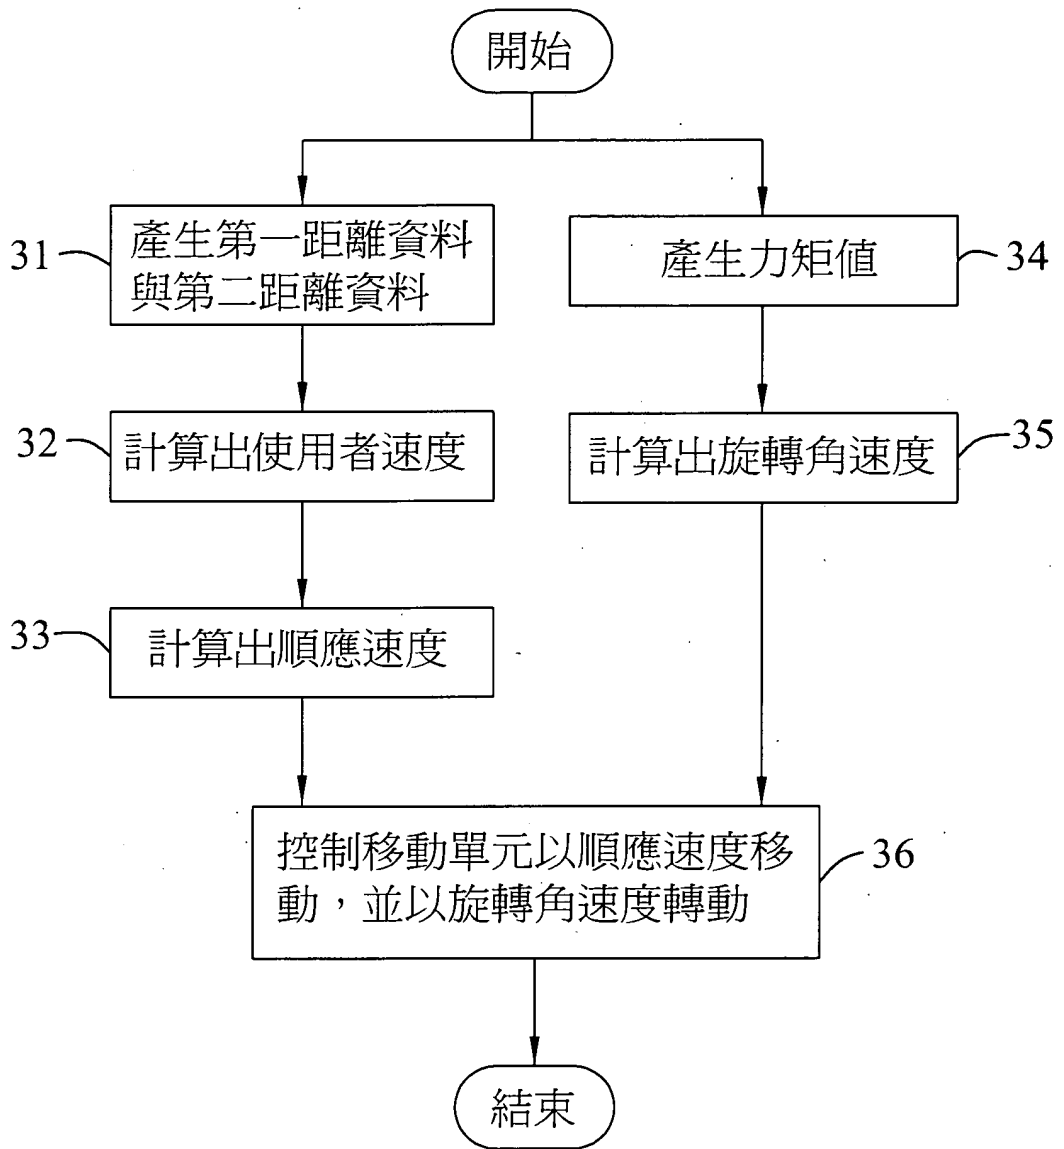 開始
31
產生第一距離資料
與第二距離資料
34
產生力矩值
32
計算出使用者速度
35
計算出旋轉角速度
33
計算出順應速度
36
控制移動單元以順應速度移
動，並以旋轉角速度轉動
結束